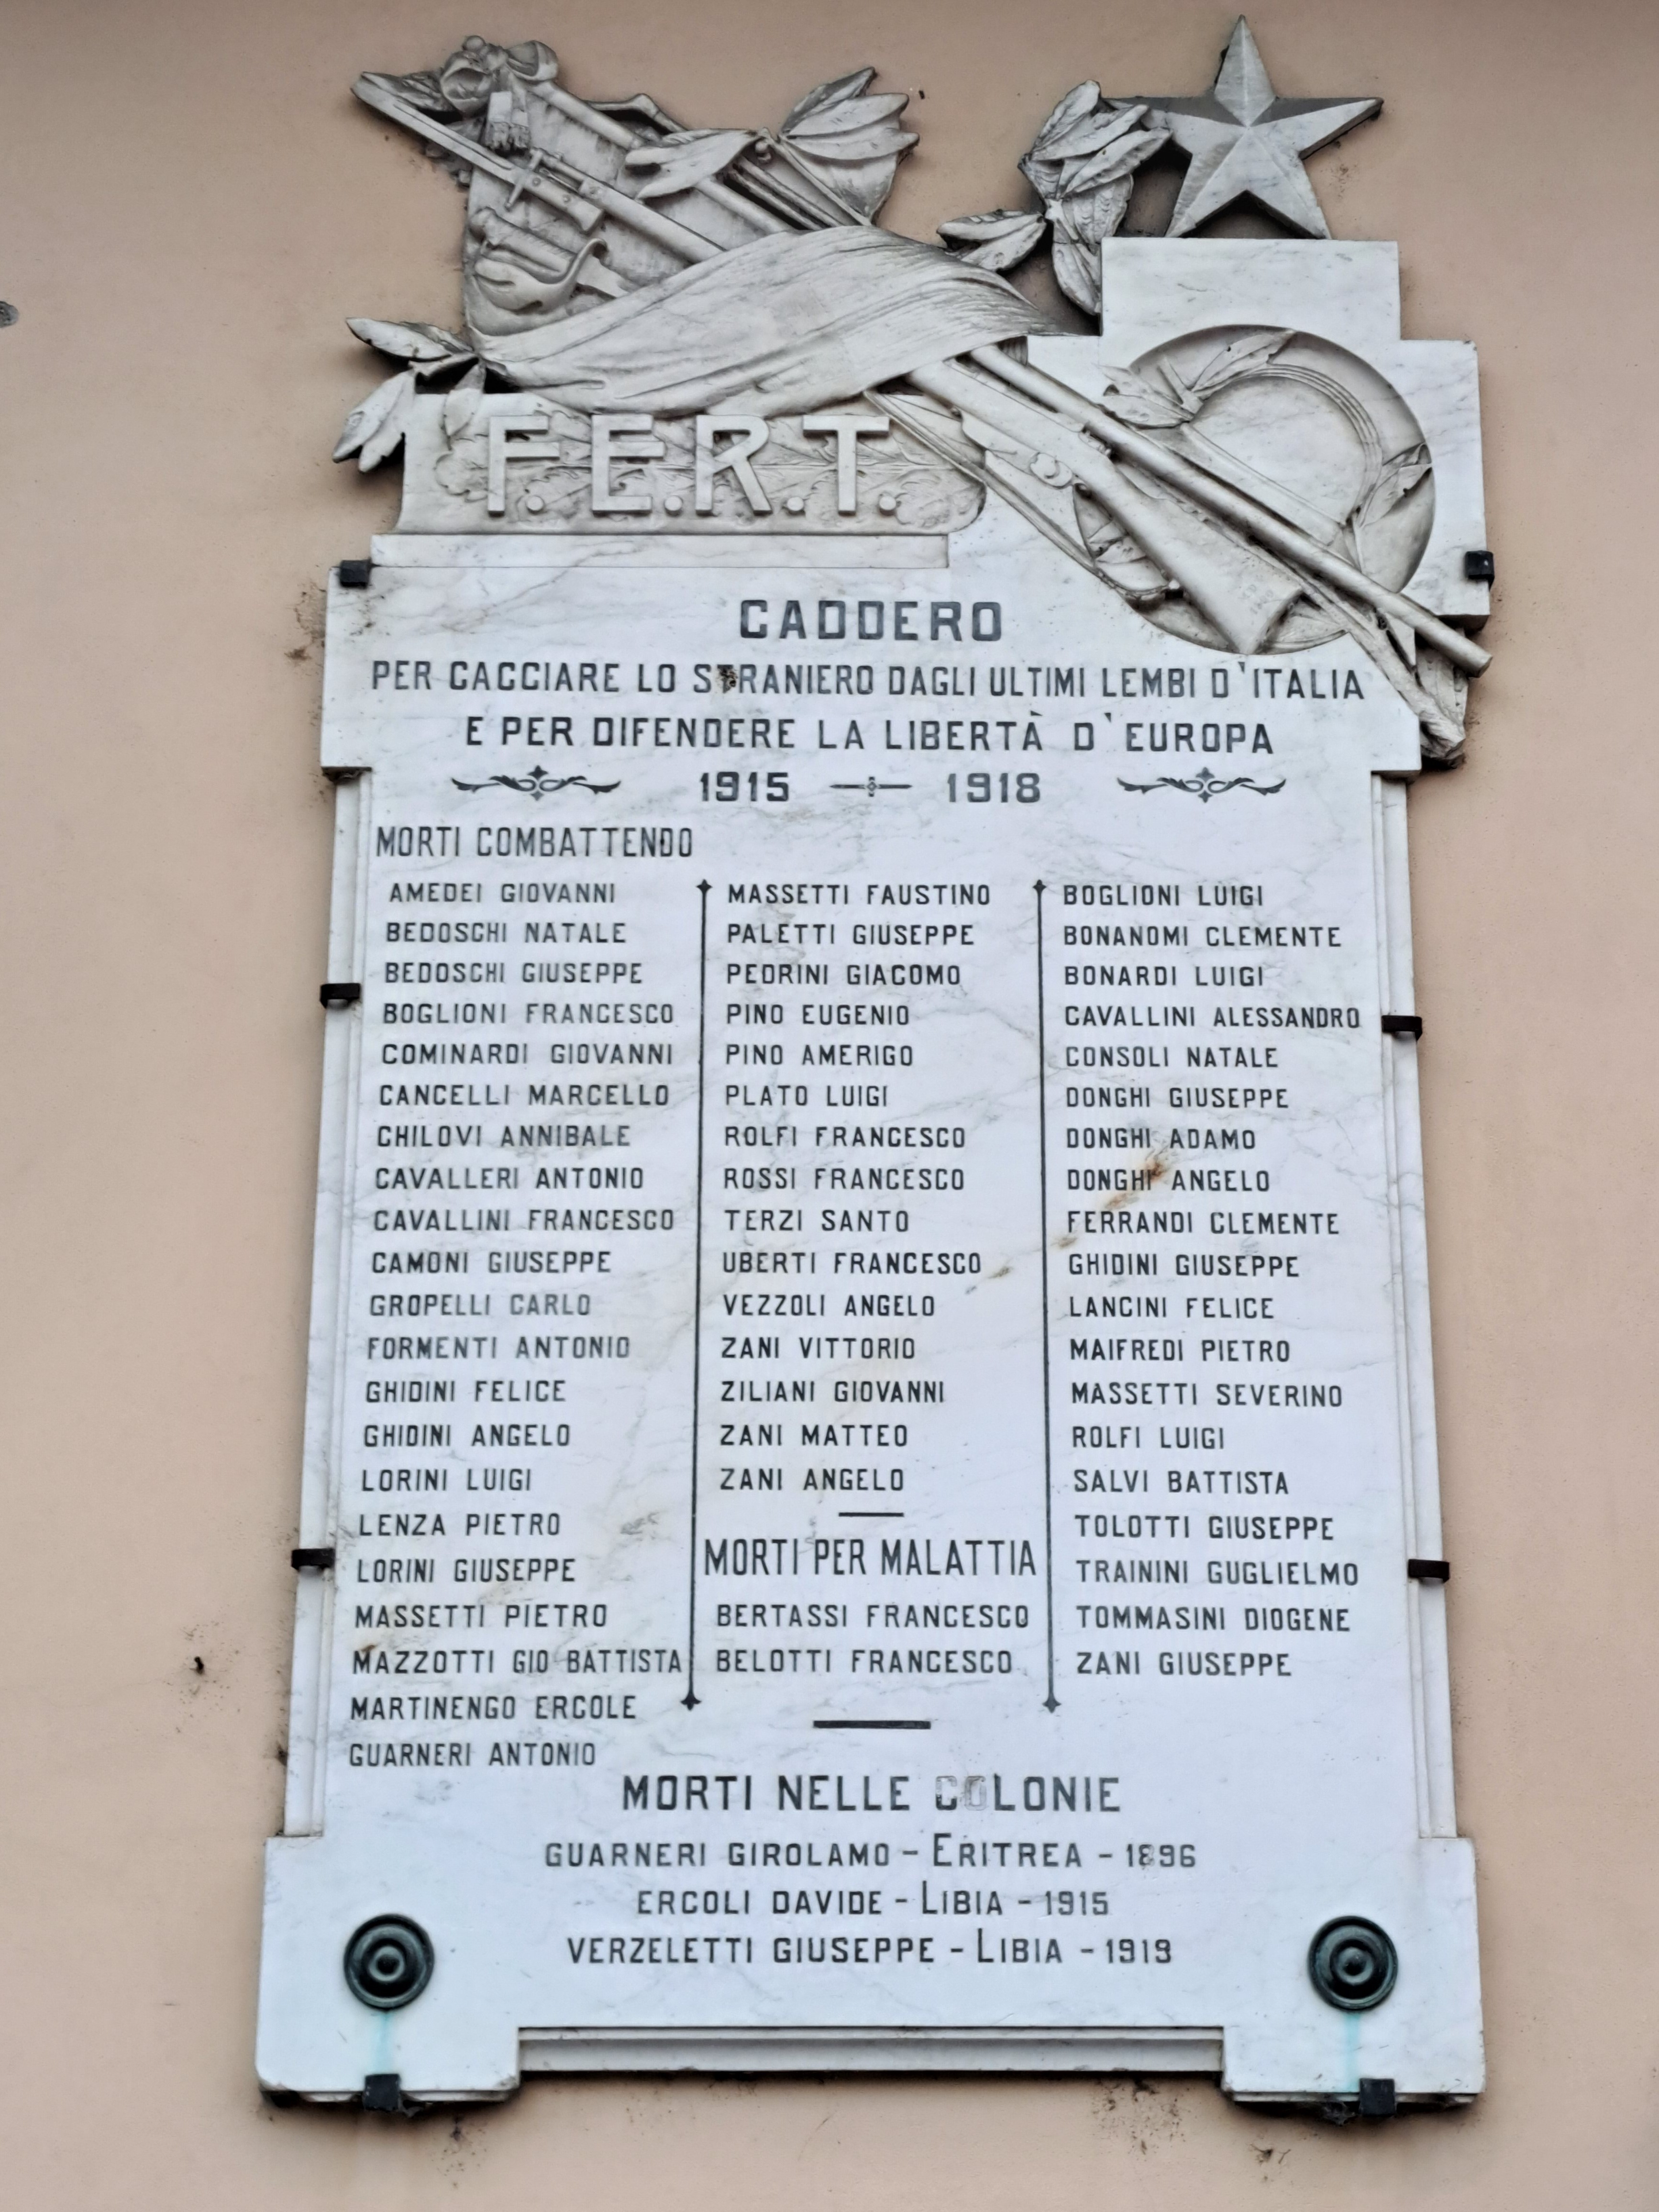 F.E.R.T.
CADDERO
PER CACCIARE LO STRANIERO DAGLI ULTIMI LEMBI D'ITALIA
E PER DIFENDERE LA LIBERTÀ D'EUROPA
1915 — 1918
MORTI COMBATTENDO
AMEDEI GIOVANNI
BEDOSCHI NATALE
BEDOSCHI GIUSEPPE
BOGLIONI FRANCESCO
COMINARDI GIOVANNI
CANCELLI MARCELLO
CHILOVI ANNIBALE
CAVALLERI ANTONIO
CAVALLINI FRANCESCO
CAMONI GIUSEPPE
GROPELLI CARLO
FORMENTI ANTONIO
GHIDINI FELICE
GHIDINI ANGELO
LORINI LUIGI
LENZA PIETRO
LORINI GIUSEPPE
MASSETTI PIETRO
MAZZOTTI GIO BATTISTA
MARTINENGO ERCOLE
GUARNERI ANTONIO
MASSETTI FAUSTINO
PALETTI GIUSEPPE
PEDRINI GIACOMO
PINO EUGENIO
PINO AMERIGO
PLATO LUIGI
ROLFI FRANCESCO
ROSSI FRANCESCO
TERZI SANTO
UBERTI FRANCESCO
VEZZOLI ANGELO
ZANI VITTORIO
ZILIANI GIOVANNI
ZANI MATTEO
ZANI ANGELO
MORTI PER MALATTIA
BERTASSI FRANCESCO
BELOTTI FRANCESCO
BOGLIONI LUIGI
BONANOMI CLEMENTE
BONARDI LUIGI
CAVALLINI ALESSANDRO
CONSOLI NATALE
DONGHI GIUSEPPE
DONGHI ADAMO
DONGHI ANGELO
FERRANDI CLEMENTE
GHIDINI GIUSEPPE
LANCINI FELICE
MAIFREDI PIETRO
MASSETTI SEVERINO
ROLFI LUIGI
SALVI BATTISTA
TOLOTTI GIUSEPPE
TRAININI GUGLIELMO
TOMMASINI DIOGENE
ZANI GIUSEPPE
MORTI NELLE COLONIE
GUARNERI GIROLAMO - ERITREA - 1896
ERCOLI DAVIDE - LIBIA - 1915
VERZELETTI GIUSEPPE - LIBIA - 1919